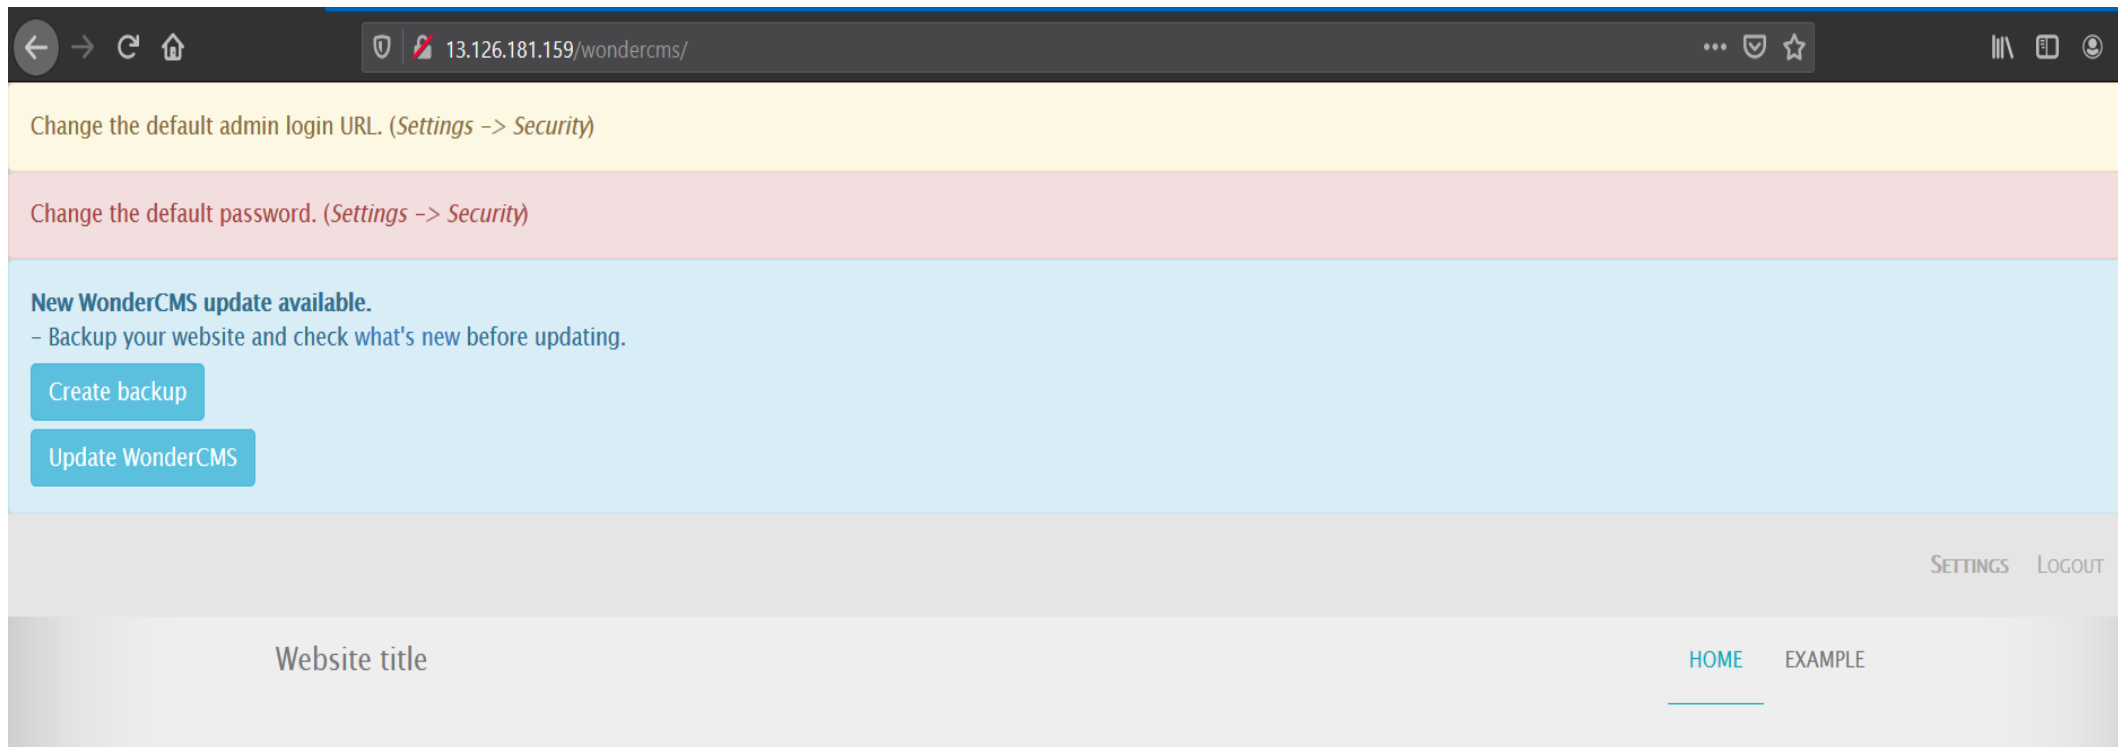 13.126.181.159/wondercms/
Change the default admin login URL. (Settings -> Security)
Change the default password. (Settings -> Security)
New WonderCMS update available.
– Backup your website and check what's new before updating.
Create backup
Update WonderCMS
SETTINGS LOGOUT
Website title HOME EXAMPLE